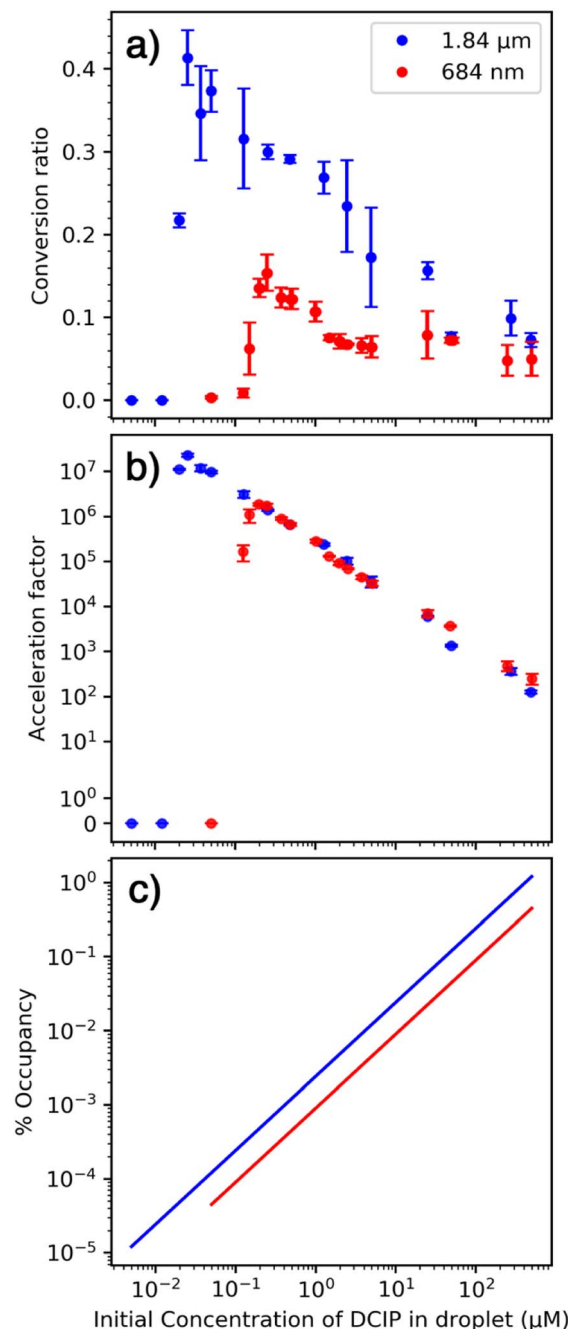 a)
1.84 μm
684 nm
Conversion ratio
0.4
0.3
0.2
0.1
0.0
b)
Acceleration factor
10⁷
10⁶
10⁵
10⁴
10³
10²
10¹
10⁰
0
c)
% Occupancy
10⁰
10⁻¹
10⁻²
10⁻³
10⁻⁴
10⁻⁵
10⁻² 10⁻¹ 10⁰ 10¹ 10²
Initial Concentration of DCIP in droplet (μM)